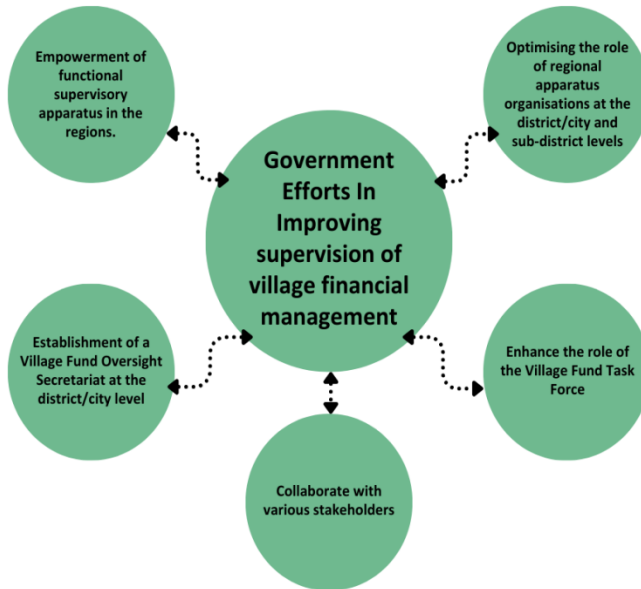 Empowerment of
functional
supervisory
apparatus in the
regions.
Optimising the role
of regional
apparatus
organisations at the
district/city and
sub-district levels
Government
Efforts In
Improving
supervision of
village financial
management
Establishment of a
Village Fund Oversight
Secretariat at the
district/city level
Enhance the role of
the Village Fund Task
Force
Collaborate with
various stakeholders